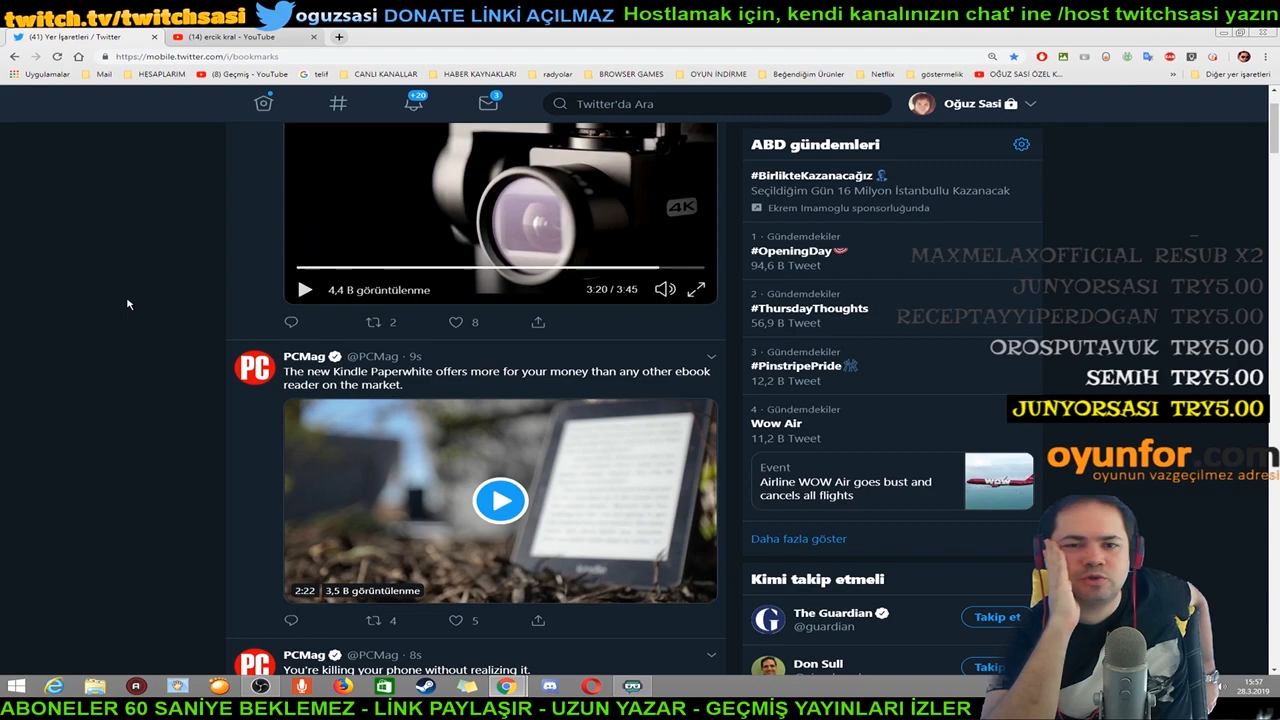 twitch.tv/twitchsasi oguzsasi DONATE LİNKİ AÇILMAZ Hostlamak için, kendi kanalınızın chat' ine /host twitchsasi yazın
(41) Yer İşaretleri / Twitter
(14) ercik kral - YouTube
https://mobile.twitter.com/i/bookmarks
Uygulamalar Mail HESAPLARIM (8) Geçmiş - YouTube telif CANLI KANALLAR HABER KAYNAKLARI radyolar BROWSER GAMES OYUN İNDİRME Beğendiğim Ürünler Netflix göstermelik OĞUZ SASİ ÖZEL K... » Diğer yer işaretleri
+20
3
Twitter'da Ara
Oğuz Sasi
4K
3:20 / 3:45
4,4 B görüntülenme
2
8
PC
PCMag @PCMag · 9s
The new Kindle Paperwhite offers more for your money than any other ebook
reader on the market.
kindle
2:22 3,5 B görüntülenme
4
5
PC
PCMag @PCMag · 8s
You're killing your phone without realizing it.
ABD gündemleri
#BirlikteKazanacağız
Seçildiğim Gün 16 Milyon İstanbullu Kazanacak
Ekrem Imamoglu sponsorluğunda
1 · Gündemdekiler
#OpeningDay
94,6 B Tweet
2 · Gündemdekiler
#ThursdayThoughts
56,9 B Tweet
3 · Gündemdekiler
#PinstripePride
12,2 B Tweet
4 · Gündemdekiler
Wow Air
11,2 B Tweet
Event
Airline WOW Air goes bust and
cancels all flights
WOW
Daha fazla göster
Kimi takip etmeli
The Guardian
@guardian
Takip et
Don Sull
Takip
MAXMELAXOFFICIAL RESUB X2
JUNYORSASI TRY5.00
RECEPTAYYIPERDOGAN TRY5.00
OROSPUTAVUK TRY5.00
SEMIH TRY5.00
JUNYORSASI TRY5.00
oyunfor.com
oyunun vazgeçilmez adresi
15:57
28.3.2019
ABONELER 60 SANİYE BEKLEMEZ - LİNK PAYLAŞIR - UZUN YAZAR - GEÇMİŞ YAYINLARI İZLER